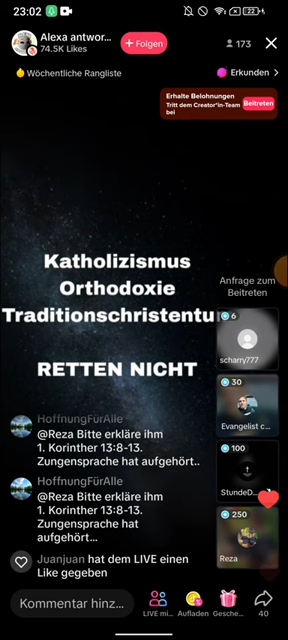 23:02
22
Alexa antwor...
74.5K Likes
+ Folgen
173
Wöchentliche Rangliste
Erkunden >
Erhalte Belohnungen
Tritt dem Creator*in-Team bei
Beitreten
Katholizismus
Orthodoxie
Traditionschristentu
RETTEN NICHT
Anfrage zum
Beitreten
6
scharry777
30
Evangelist c...
100
StundeD...
250
Reza
HoffnungFürAlle
@Reza Bitte erkläre ihm
1. Korinther 13:8-13.
Zungensprache hat aufgehört..
HoffnungFürAlle
@Reza Bitte erkläre ihm
1. Korinther 13:8-13.
Zungensprache hat
aufgehört...
Juanjuan hat dem LIVE einen
Like gegeben
Kommentar hinz...
LIVE mi...
Aufladen
Gesche...
40